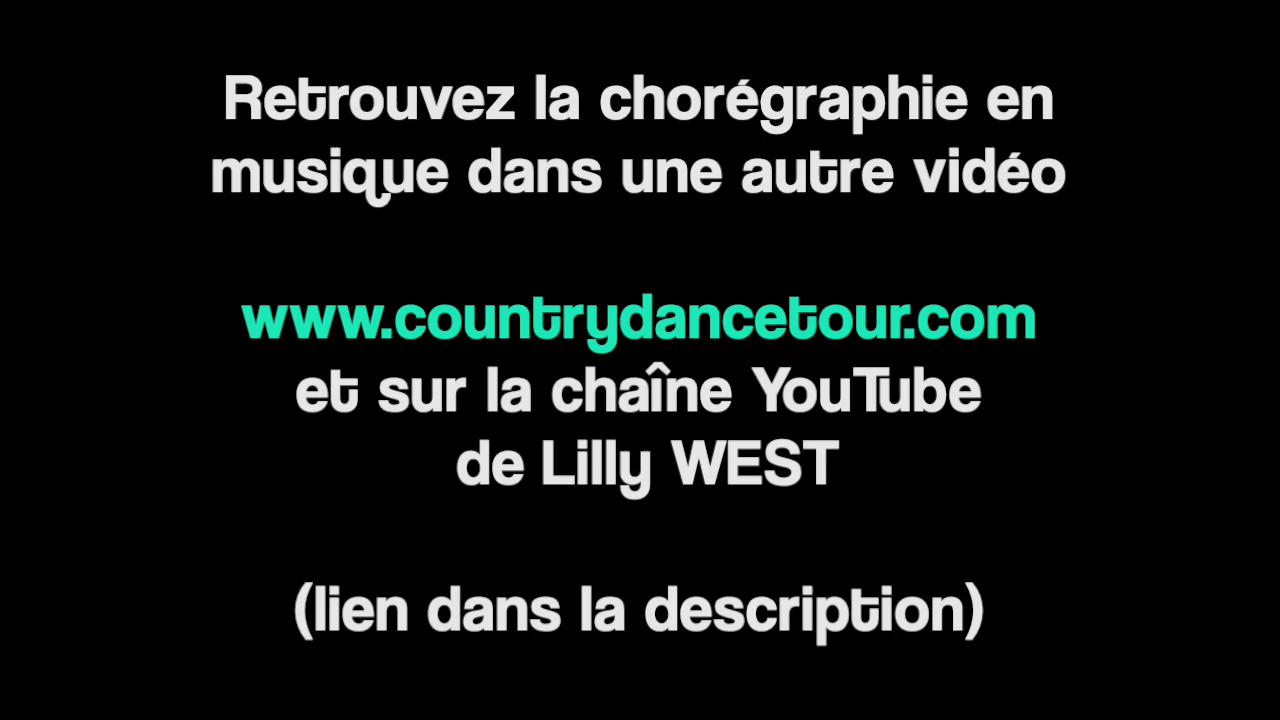 Retrouvez la chorégraphie en
musique dans une autre vidéo
www.countrydancetour.com
et sur la chaîne YouTube
de Lilly WEST
(lien dans la description)